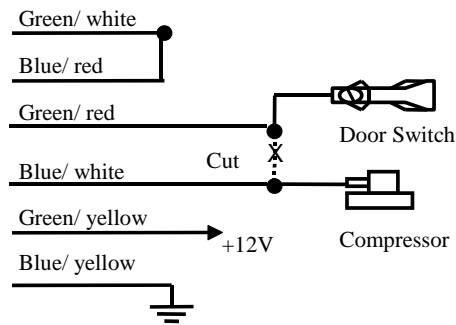 Green/ white
Blue/ red
Green/ red
Door Switch
Cut
Blue/ white
Green/ yellow
+12V
Compressor
Blue/ yellow